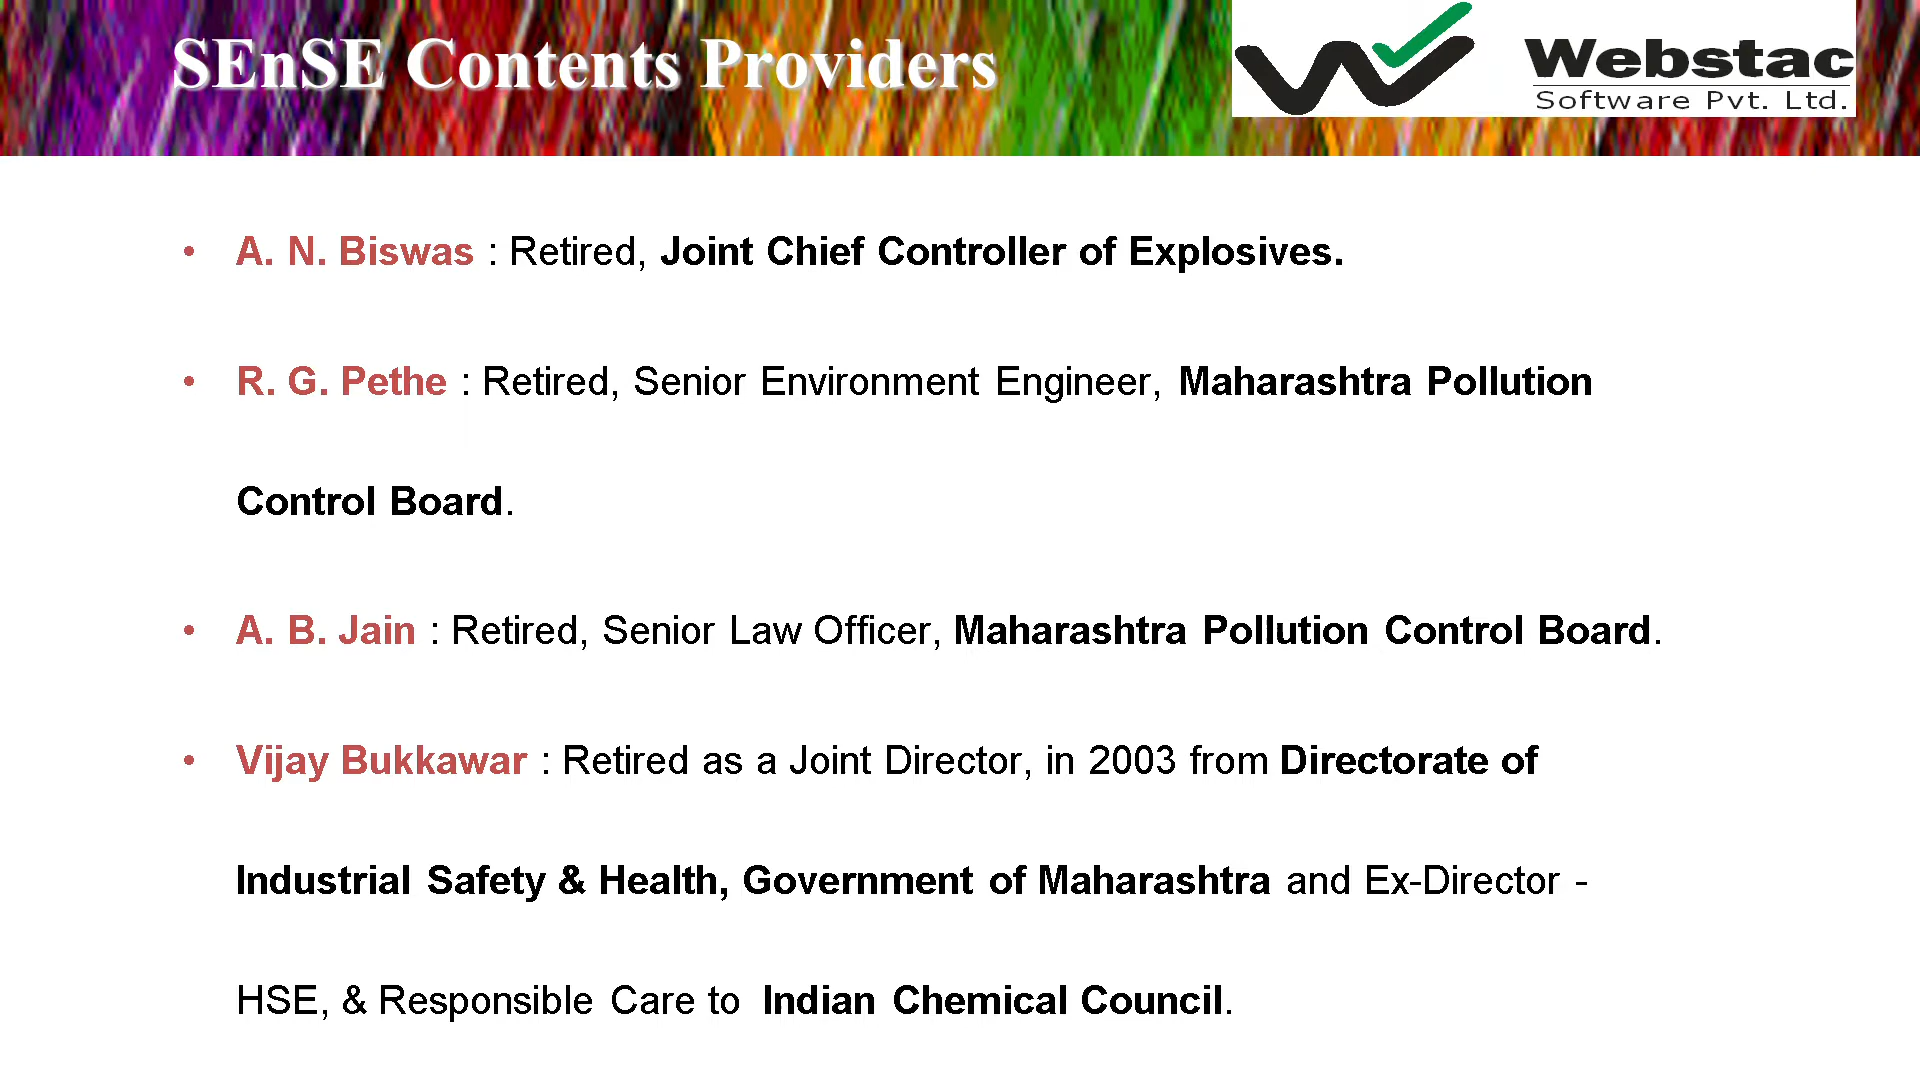 SEnSE Contents Providers
Webstac
Software Pvt. Ltd.
• A. N. Biswas : Retired, Joint Chief Controller of Explosives.
• R. G. Pethe : Retired, Senior Environment Engineer, Maharashtra Pollution
Control Board.
• A. B. Jain : Retired, Senior Law Officer, Maharashtra Pollution Control Board.
• Vijay Bukkawar : Retired as a Joint Director, in 2003 from Directorate of
Industrial Safety & Health, Government of Maharashtra and Ex-Director -
HSE, & Responsible Care to Indian Chemical Council.